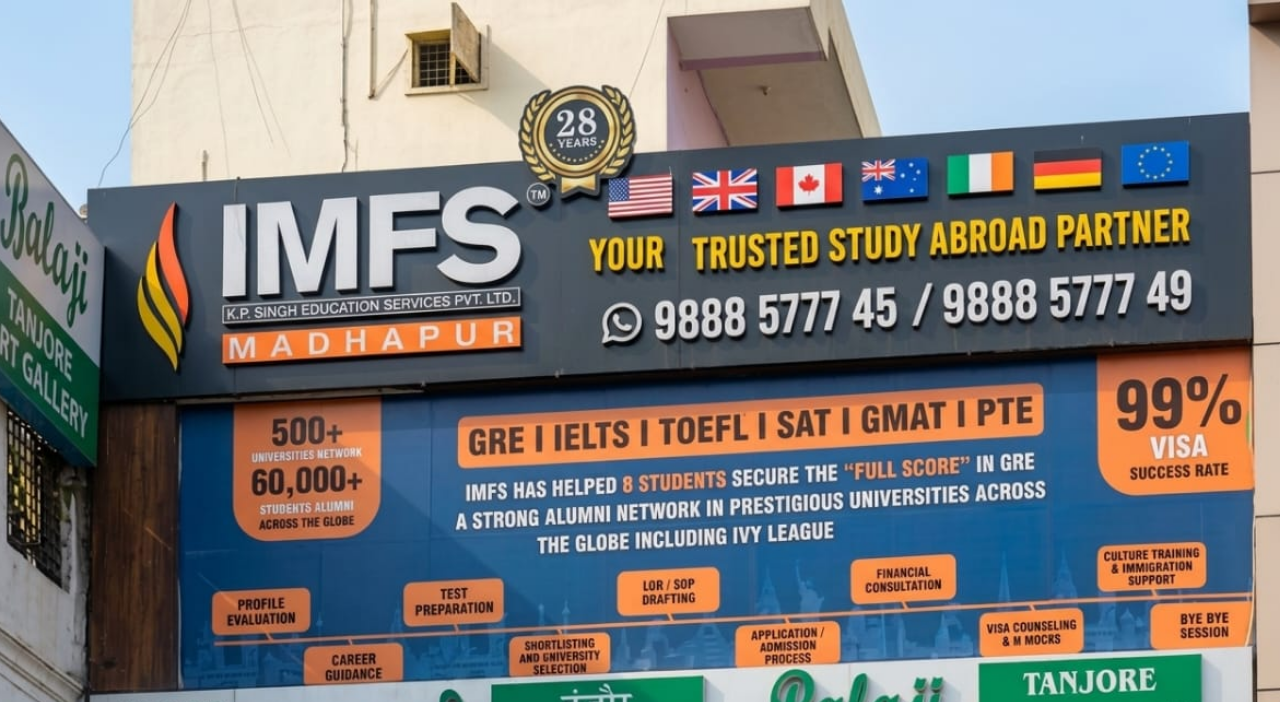 28
YEARS
IMFS
TM
K.P. SINGH EDUCATION SERVICES PVT. LTD.
MADHAPUR
YOUR TRUSTED STUDY ABROAD PARTNER
9888 5777 45 / 9888 5777 49
Balaji
TANJORE
RT GALLERY
500+
UNIVERSITIES NETWORK
60,000+
STUDENTS ALUMNI
ACROSS THE GLOBE
GRE I IELTS I TOEFL I SAT I GMAT I PTE
IMFS HAS HELPED 8 STUDENTS SECURE THE “FULL SCORE” IN GRE
A STRONG ALUMNI NETWORK IN PRESTIGIOUS UNIVERSITIES ACROSS
THE GLOBE INCLUDING IVY LEAGUE
99%
VISA
SUCCESS RATE
PROFILE
EVALUATION
CAREER
GUIDANCE
TEST
PREPARATION
SHORTLISTING
AND UNIVERSITY
SELECTION
LOR / SOP
DRAFTING
APPLICATION /
ADMISSION
PROCESS
FINANCIAL
CONSULTATION
VISA COUNSELING
& M MOCRS
CULTURE TRAINING
& IMMIGRATION
SUPPORT
BYE BYE
SESSION
तंजौर
Balaji
TANJORE